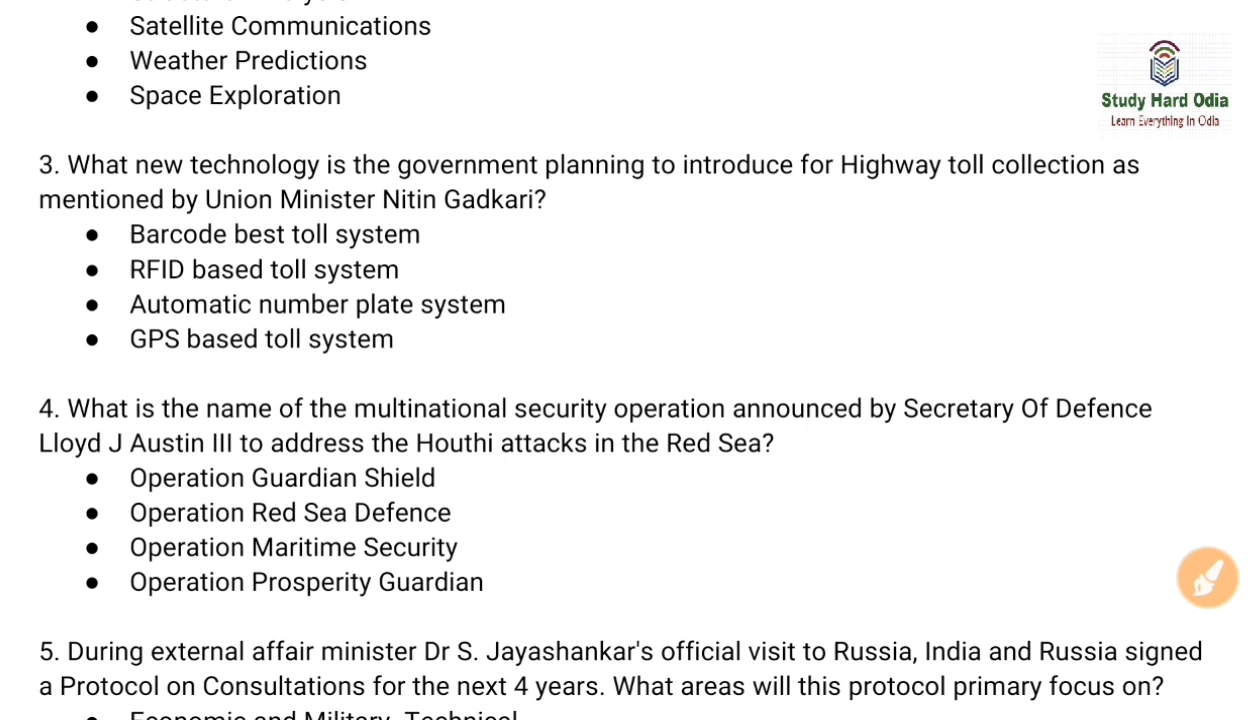 ● Satellite Communications
● Weather Predictions
● Space Exploration
Study Hard Odia
Learn Everything In Odia
3. What new technology is the government planning to introduce for Highway toll collection as
mentioned by Union Minister Nitin Gadkari?
● Barcode best toll system
● RFID based toll system
● Automatic number plate system
● GPS based toll system
4. What is the name of the multinational security operation announced by Secretary Of Defence
Lloyd J Austin III to address the Houthi attacks in the Red Sea?
● Operation Guardian Shield
● Operation Red Sea Defence
● Operation Maritime Security
● Operation Prosperity Guardian
5. During external affair minister Dr S. Jayashankar's official visit to Russia, India and Russia signed
a Protocol on Consultations for the next 4 years. What areas will this protocol primary focus on?
● Economic and Military-Technical